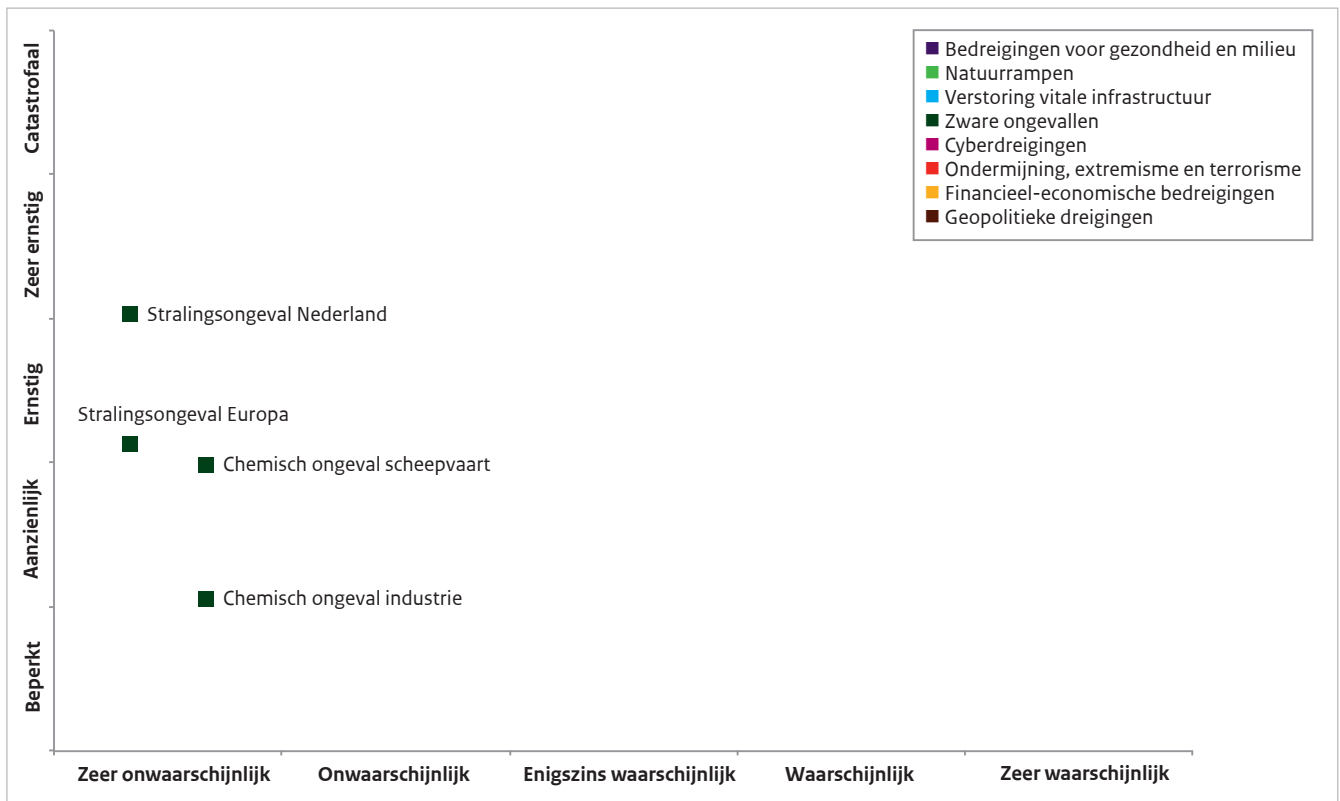 Catastrofaal
Zeer ernstig
Ernstig
Aanzienlijk
Beperkt
Bedreigingen voor gezondheid en milieu
Natuurrampen
Verstoring vitale infrastructuur
Zware ongevallen
Cyberdreigingen
Ondermijning, extremisme en terrorisme
Financieel-economische bedreigingen
Geopolitieke dreigingen
Stralingsongeval Nederland
Stralingsongeval Europa
Chemisch ongeval scheepvaart
Chemisch ongeval industrie
Zeer onwaarschijnlijk
Onwaarschijnlijk
Enigszins waarschijnlijk
Waarschijnlijk
Zeer waarschijnlijk